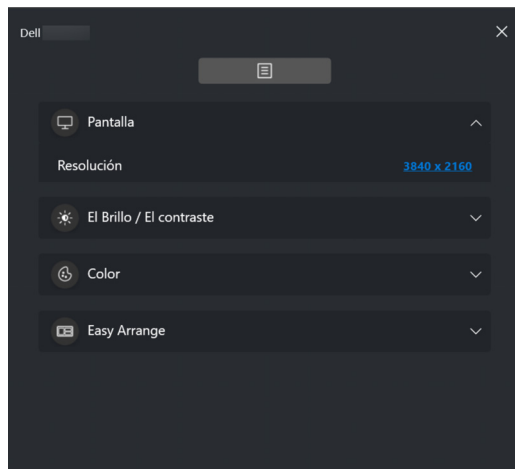 Dell
Pantalla
Resolución 3840 x 2160
El Brillo / El contraste
Color
Easy Arrange